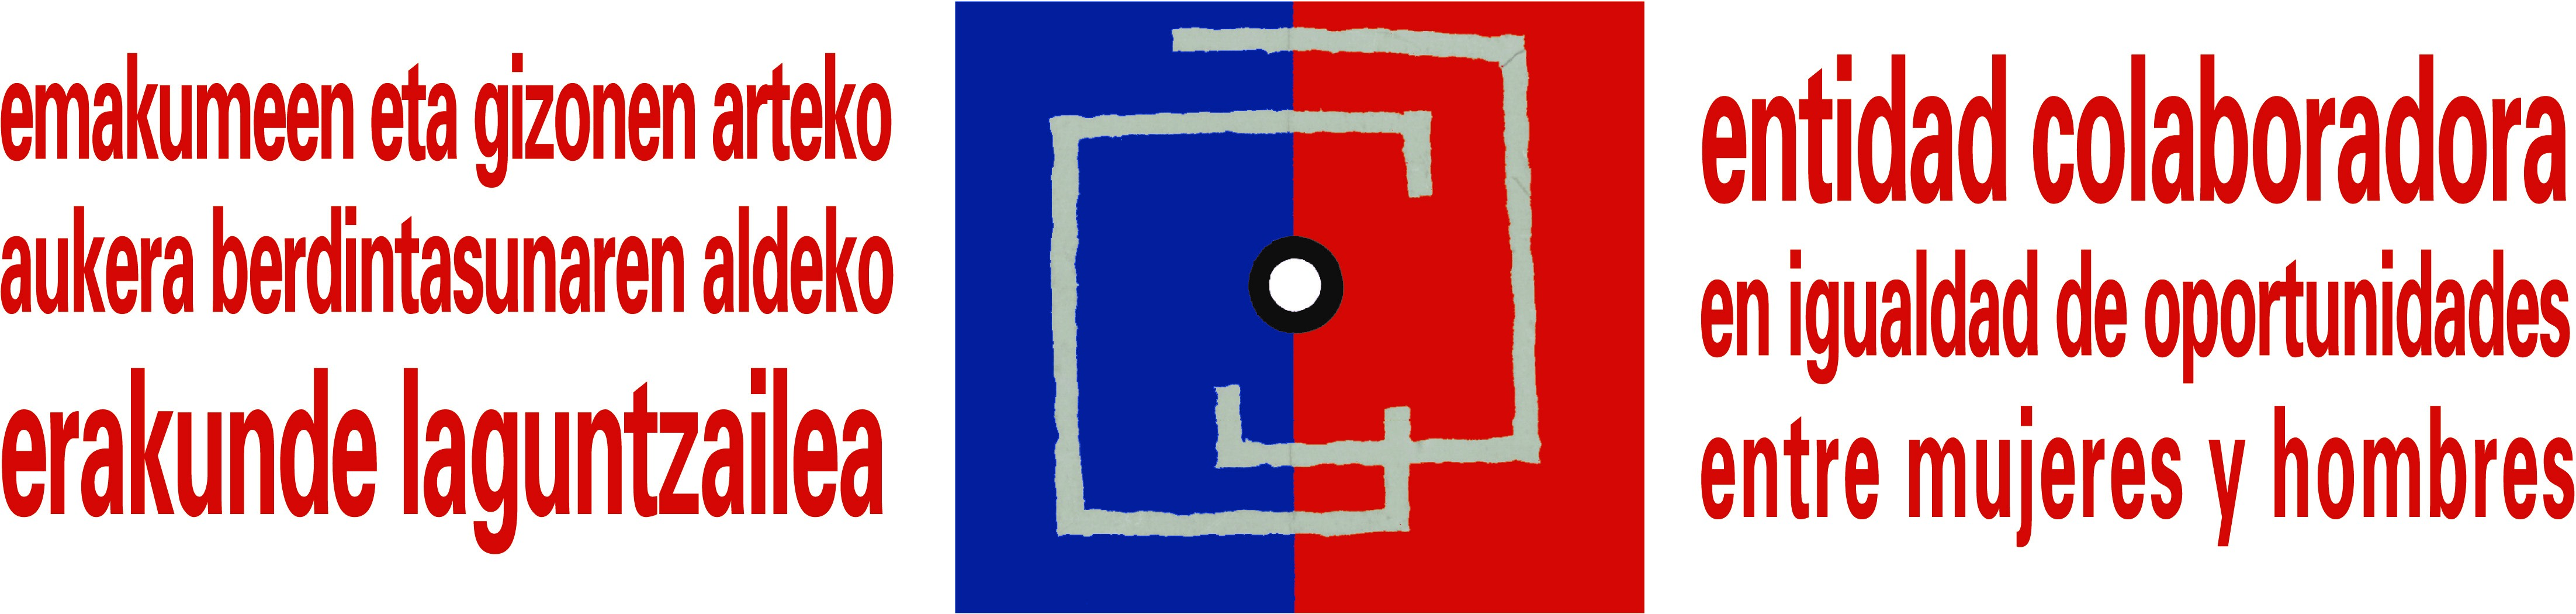 emakumeen eta gizonen arteko
aukera berdintasunaren aldeko
erakunde laguntzailea
entidad colaboradora
en igualdad de oportunidades
entre mujeres y hombres